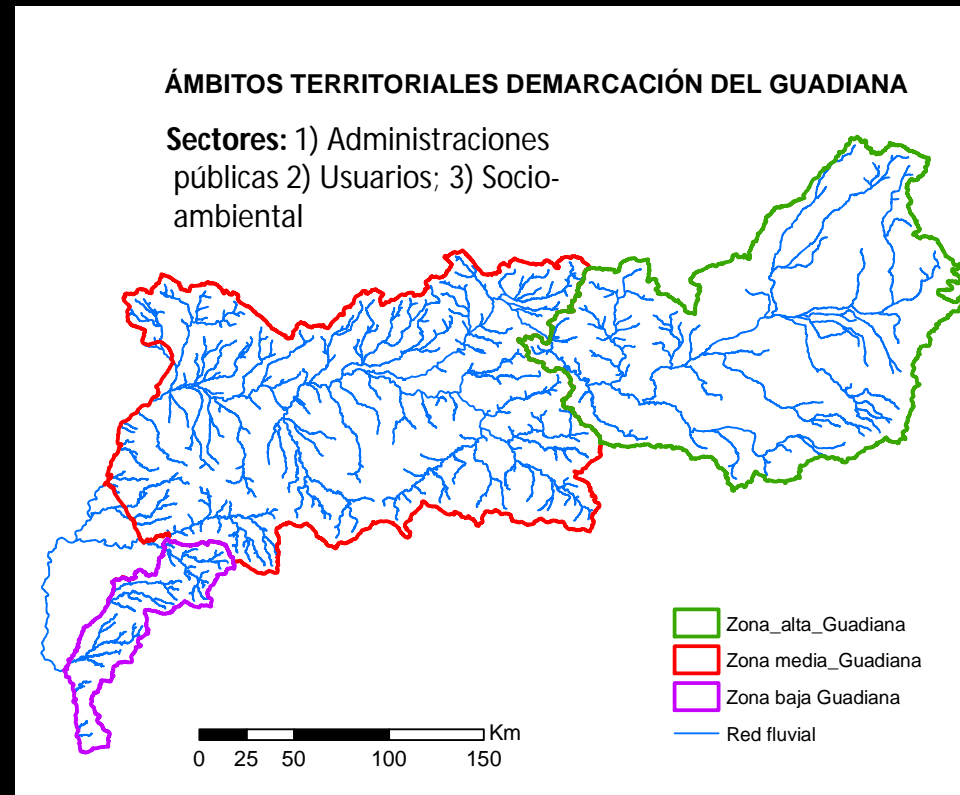 ÁMBITOS TERRITORIALES DEMARCACIÓN DEL GUADIANA
Sectores: 1) Administraciones
públicas 2) Usuarios; 3) Socio-
ambiental
Zona_alta_Guadiana
Zona media_Guadiana
Zona baja Guadiana
Red fluvial
Km
0 25 50 100 150